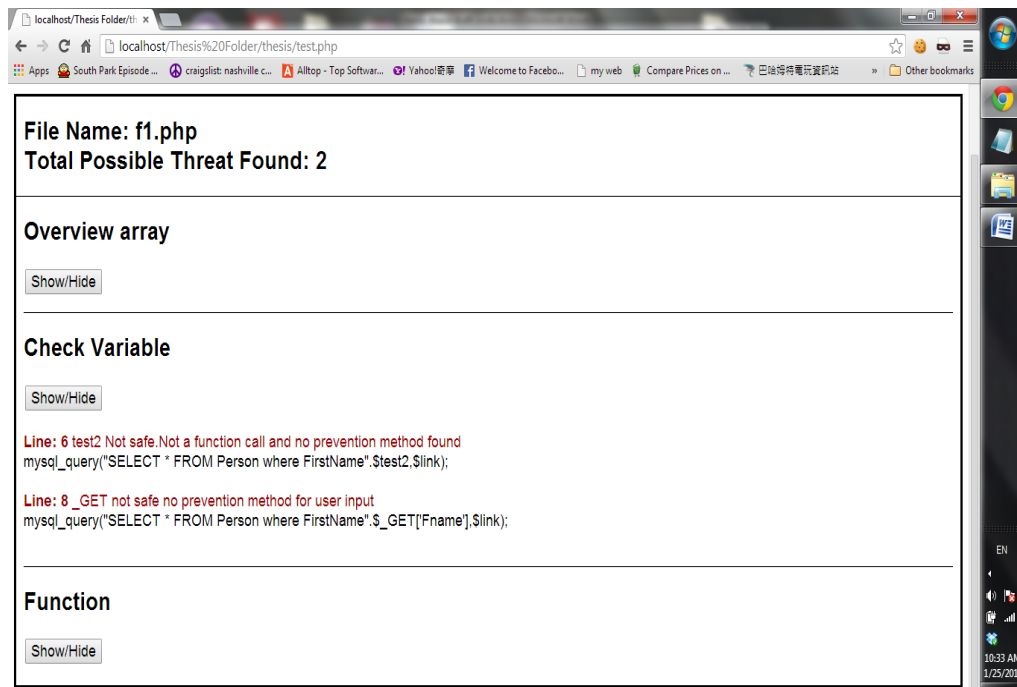 localhost/Thesis Folder/th
localhost/Thesis%20Folder/thesis/test.php
Apps South Park Episode ... craigslist: nashville c... Alltop - Top Softwar... Yahoo!奇摩 Welcome to Facebo... my web Compare Prices on ... 巴哈姆特電玩資訊站 » Other bookmarks
File Name: f1.php
Total Possible Threat Found: 2
Overview array
Show/Hide
Check Variable
Show/Hide
Line: 6 test2 Not safe.Not a function call and no prevention method found
mysql_query("SELECT * FROM Person where FirstName".$test2,$link);
Line: 8 _GET not safe no prevention method for user input
mysql_query("SELECT * FROM Person where FirstName".$_GET['Fname'],$link);
Function
Show/Hide
EN
10:33 AM
1/25/201